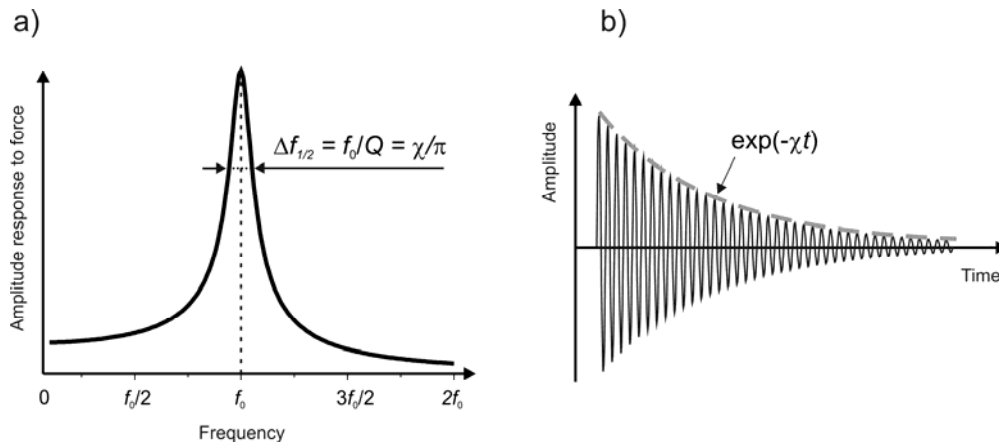 a)
Amplitude response to force
Δf1/2 = f0/Q = χ/π
0
f0/2
f0
3f0/2
2f0
Frequency
b)
Amplitude
exp(-χt)
Time